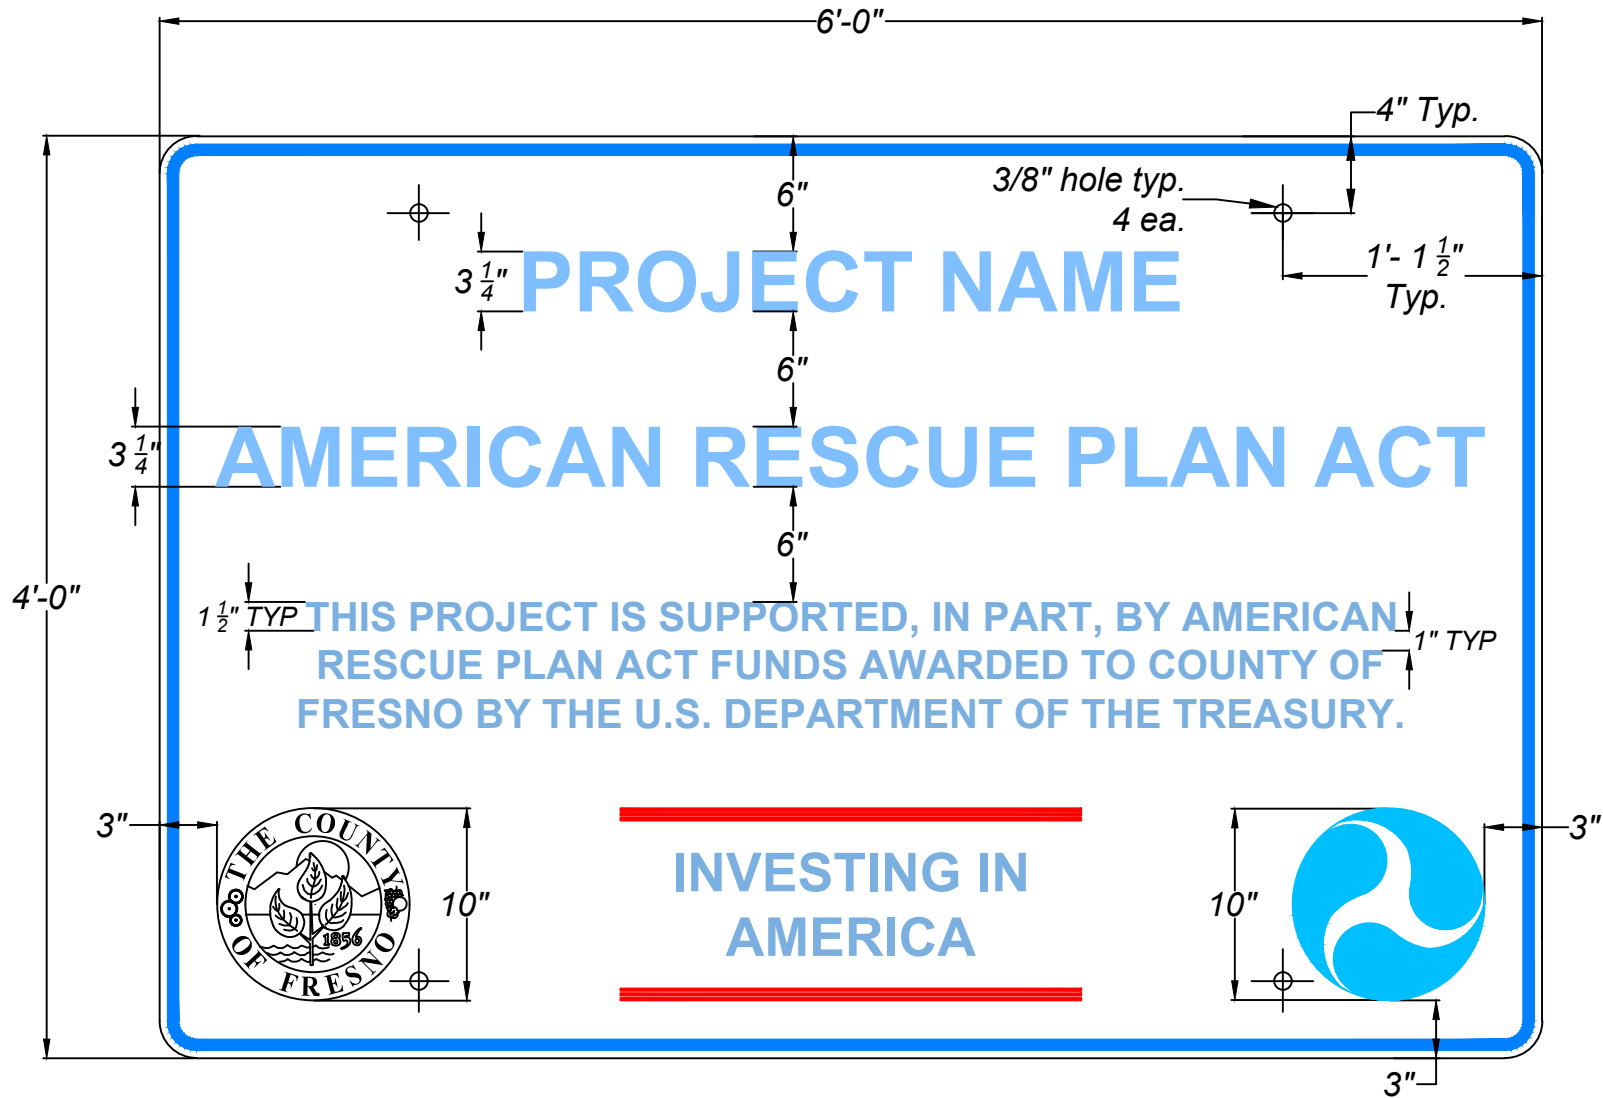 6'-0"
4" Typ.
3/8" hole typ.
4 ea.
6"
1'- 1 1/2"
Typ.
3 1/4"
PROJECT NAME
6"
3 1/4"
AMERICAN RESCUE PLAN ACT
6"
4'-0"
1 1/2" TYP
THIS PROJECT IS SUPPORTED, IN PART, BY AMERICAN
1" TYP
RESCUE PLAN ACT FUNDS AWARDED TO COUNTY OF
FRESNO BY THE U.S. DEPARTMENT OF THE TREASURY.
3"
THE COUNTY
OF FRESNO
1856
10"
INVESTING IN
AMERICA
10"
3"
3"